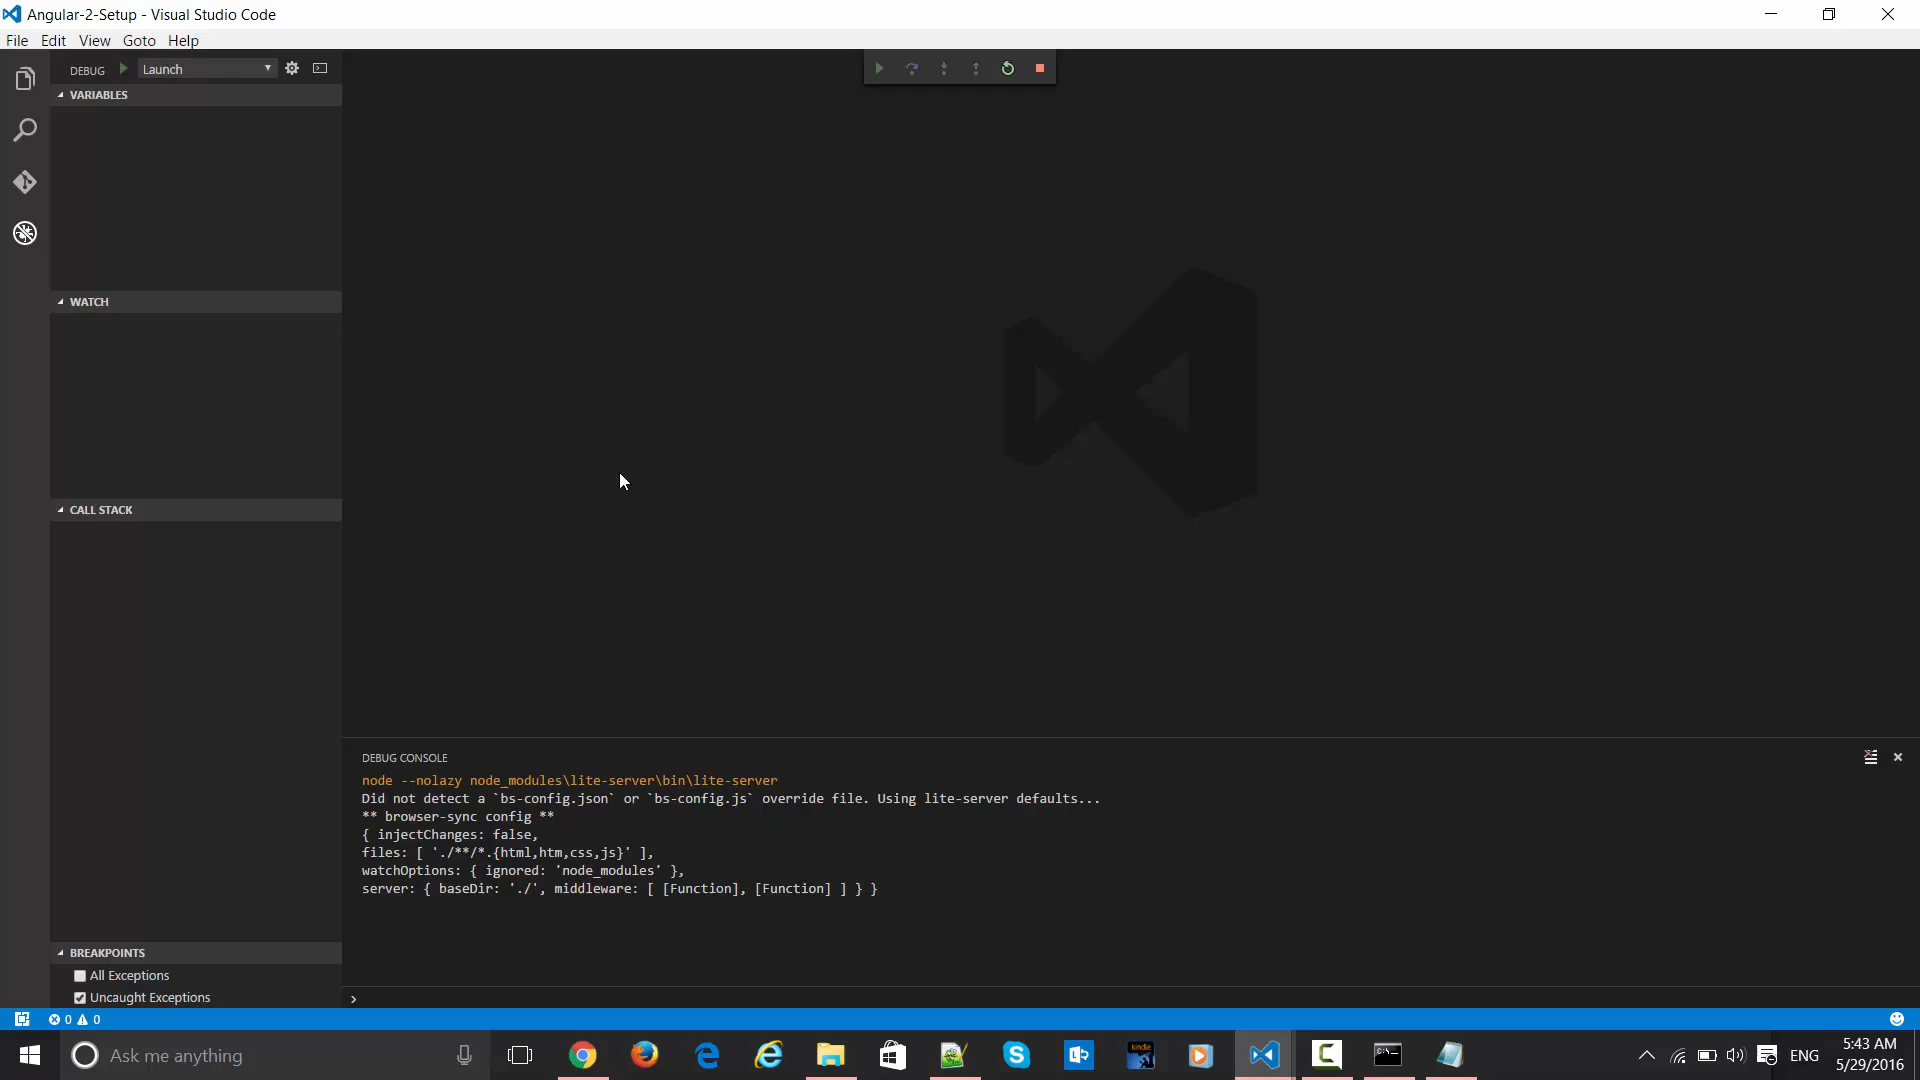 Angular-2-Setup - Visual Studio Code
File Edit View Goto Help
DEBUG Launch
VARIABLES
WATCH
CALL STACK
DEBUG CONSOLE
node --nolazy node_modules\lite-server\bin\lite-server
Did not detect a `bs-config.json` or `bs-config.js` override file. Using lite-server defaults...
** browser-sync config **
{ injectChanges: false,
files: [ './**/*.{html,htm,css,js}' ],
watchOptions: { ignored: 'node_modules' },
server: { baseDir: './', middleware: [ [Function], [Function] ] } }
BREAKPOINTS
All Exceptions
Uncaught Exceptions
>
0 0
Ask me anything
kindle
C:\_
ENG
5:43 AM
5/29/2016